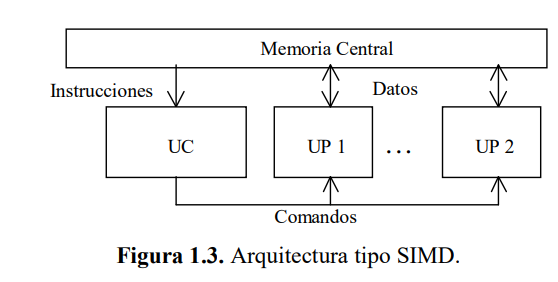 Memoria Central
Instrucciones
Datos
UC
UP 1
...
UP 2
Comandos
Figura 1.3. Arquitectura tipo SIMD.